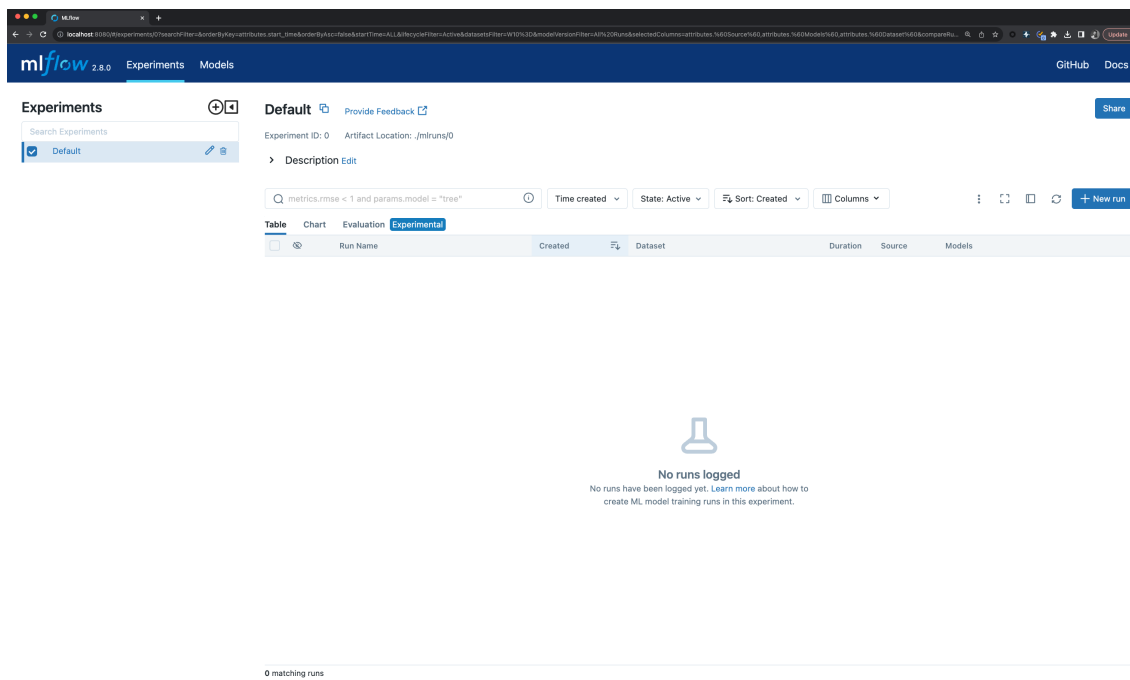 MLflow
localhost:8080/#/experiments/0?searchFilter=&orderByKey=attributes.start_time&orderByAsc=false&startTime=ALL&lifecycleFilter=Active&datasetsFilter=W10%3D&modelVersionFilter=All%20Runs&selectedColumns=attributes.%60Source%60,attributes.%60Models%60,attributes.%60Dataset%60&compareRu...
Update
mlflow 2.8.0 Experiments Models GitHub Docs
Experiments
Search Experiments
Default
Default Provide Feedback Share
Experiment ID: 0 Artifact Location: ./mlruns/0
Description Edit
metrics.rmse < 1 and params.model = "tree" Time created State: Active Sort: Created Columns New run
Table Chart Evaluation Experimental
Run Name Created Dataset Duration Source Models
No runs logged
No runs have been logged yet. Learn more about how to
create ML model training runs in this experiment.
0 matching runs